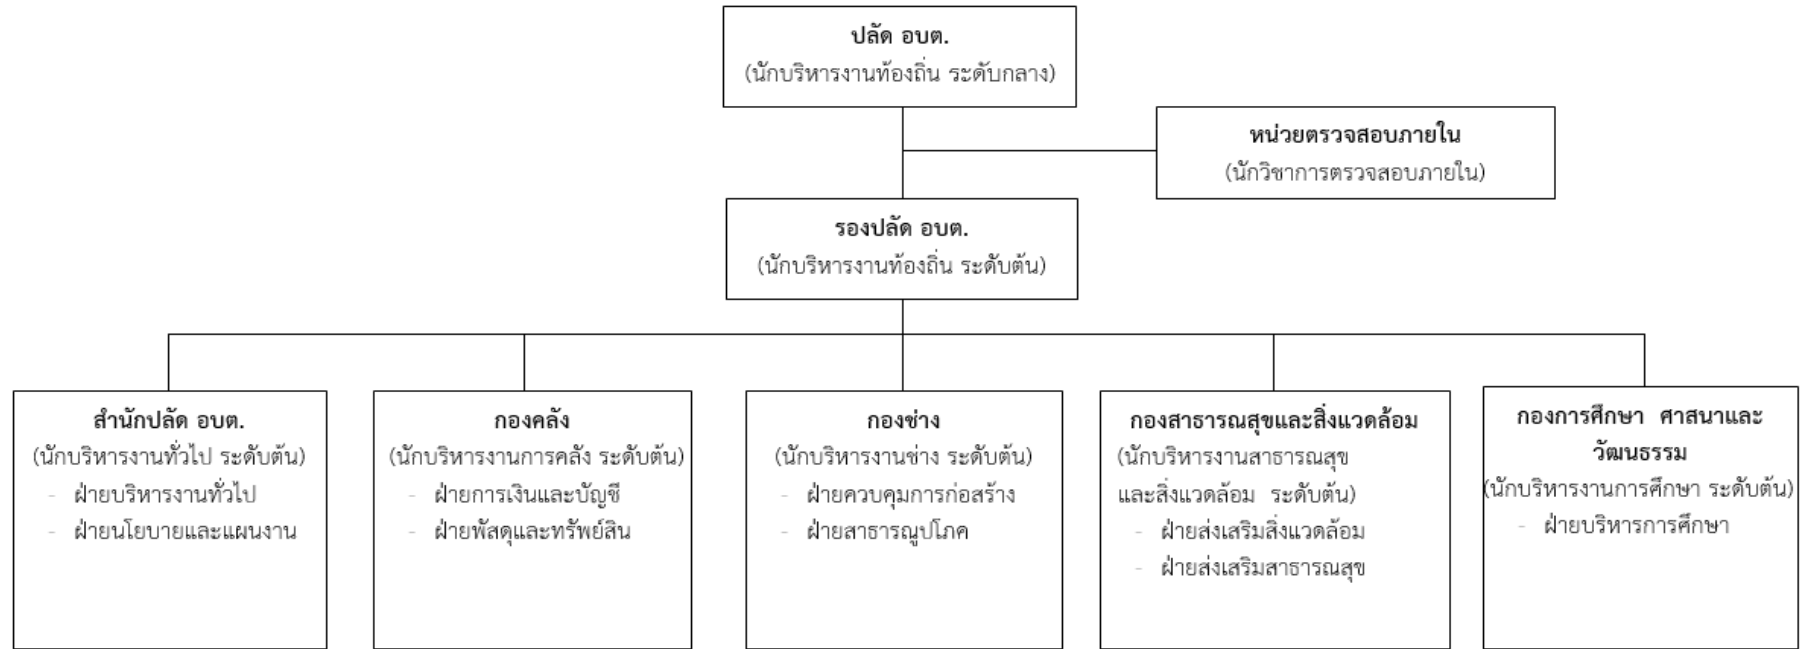 ปลัด อบต.
(นักบริหารงานท้องถิ่น ระดับกลาง)
หน่วยตรวจสอบภายใน
(นักวิชาการตรวจสอบภายใน)
รองปลัด อบต.
(นักบริหารงานท้องถิ่น ระดับต้น)
สำนักปลัด อบต.
(นักบริหารงานทั่วไป ระดับต้น)
- ฝ่ายบริหารงานทั่วไป
- ฝ่ายนโยบายและแผนงาน
กองคลัง
(นักบริหารงานการคลัง ระดับต้น)
- ฝ่ายการเงินและบัญชี
- ฝ่ายพัสดุและทรัพย์สิน
กองช่าง
(นักบริหารงานช่าง ระดับต้น)
- ฝ่ายควบคุมการก่อสร้าง
- ฝ่ายสาธารณูปโภค
กองสาธารณสุขและสิ่งแวดล้อม
(นักบริหารงานสาธารณสุข
และสิ่งแวดล้อม ระดับต้น)
- ฝ่ายส่งเสริมสิ่งแวดล้อม
- ฝ่ายส่งเสริมสาธารณสุข
กองการศึกษา ศาสนาและ
วัฒนธรรม
(นักบริหารงานการศึกษา ระดับต้น)
- ฝ่ายบริหารการศึกษา